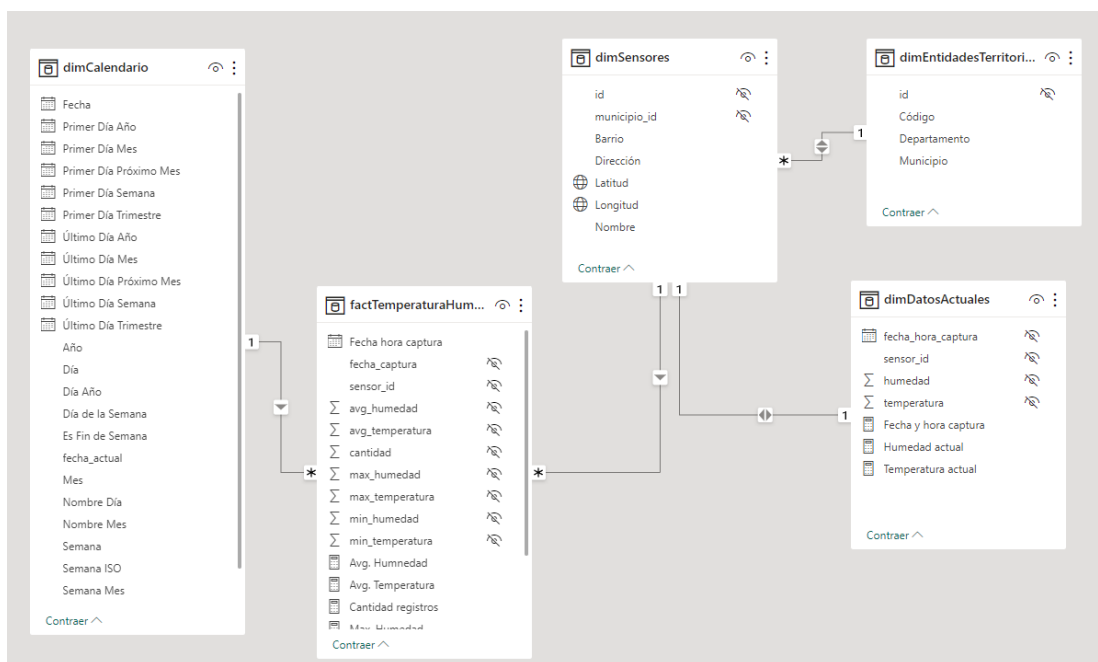 dimCalendario
Fecha
Primer Día Año
Primer Día Mes
Primer Día Próximo Mes
Primer Día Semana
Primer Día Trimestre
Último Día Año
Último Día Mes
Último Día Próximo Mes
Último Día Semana
Último Día Trimestre
Año
Día
Día Año
Día de la Semana
Es Fin de Semana
fecha_actual
Mes
Nombre Día
Nombre Mes
Semana
Semana ISO
Semana Mes
Contraer
1
*
factTemperaturaHum...
Fecha hora captura
fecha_captura
sensor_id
avg_humedad
avg_temperatura
cantidad
max_humedad
max_temperatura
min_humedad
min_temperatura
Avg. Humnedad
Avg. Temperatura
Cantidad registros
Max. Humedad
Contraer
*
dimSensores
id
municipio_id
Barrio
Dirección
Latitud
Longitud
Nombre
Contraer
1 1
*
1
dimEntidadesTerritori...
id
Código
Departamento
Municipio
Contraer
1
dimDatosActuales
fecha_hora_captura
sensor_id
humedad
temperatura
Fecha y hora captura
Humedad actual
Temperatura actual
Contraer